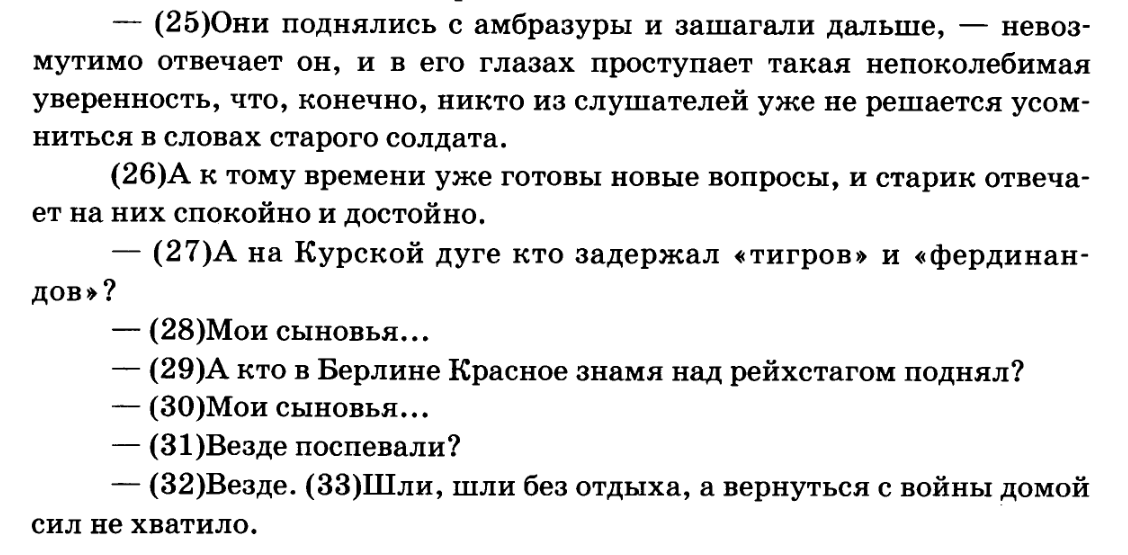 — (25)Они поднялись с амбразуры и зашагали дальше, — невоз-
мутимо отвечает он, и в его глазах проступает такая непоколебимая
уверенность, что, конечно, никто из слушателей уже не решается усом-
ниться в словах старого солдата.
(26)А к тому времени уже готовы новые вопросы, и старик отвеча-
ет на них спокойно и достойно.
— (27)А на Курской дуге кто задержал «тигров» и «фердинан-
дов»?
— (28)Мои сыновья...
— (29)А кто в Берлине Красное знамя над рейхстагом поднял?
— (30)Мои сыновья...
— (31)Везде поспевали?
— (32)Везде. (33)Шли, шли без отдыха, а вернуться с войны домой
сил не хватило.